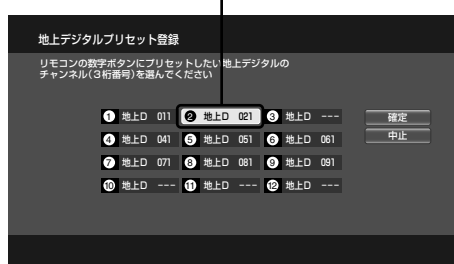 地上デジタルプリセット登録
リモコンの数字ボタンにプリセットしたい地上デジタルの
チャンネル(3桁番号)を選んでください
① 地上D 011 ② 地上D 021 ③ 地上D --- 確定
④ 地上D 041 ⑤ 地上D 051 ⑥ 地上D 061 中止
⑦ 地上D 071 ⑧ 地上D 081 ⑨ 地上D 091
⑩ 地上D --- ⑪ 地上D --- ⑫ 地上D ---